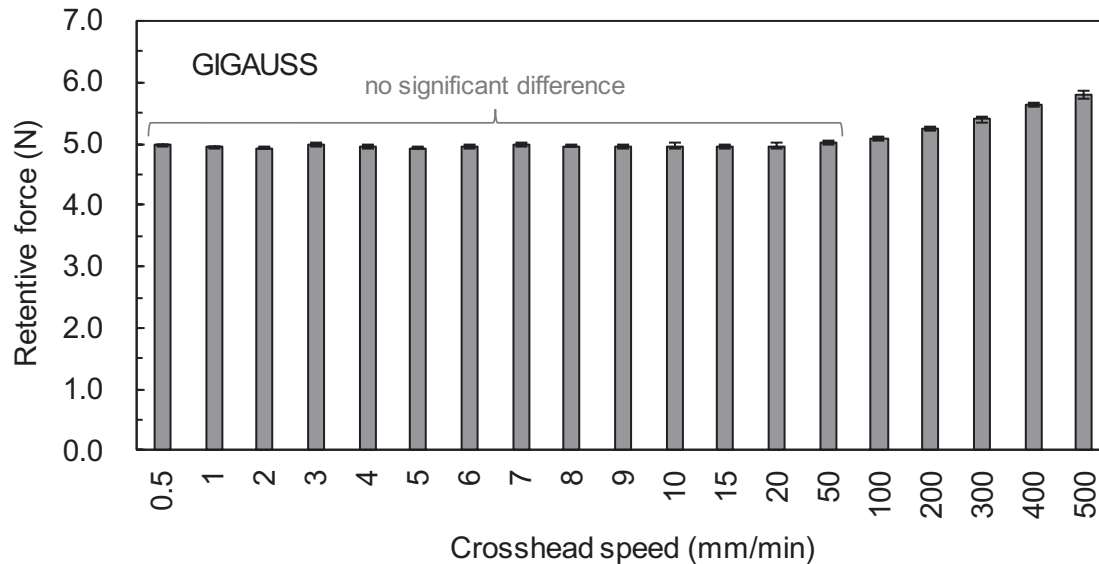 GIGAUSS
no significant difference
Retentive force (N)
7.0
6.0
5.0
4.0
3.0
2.0
1.0
0.0
0.5 1 2 3 4 5 6 7 8 9 10 15 20 50 100 200 300 400 500
Crosshead speed (mm/min)